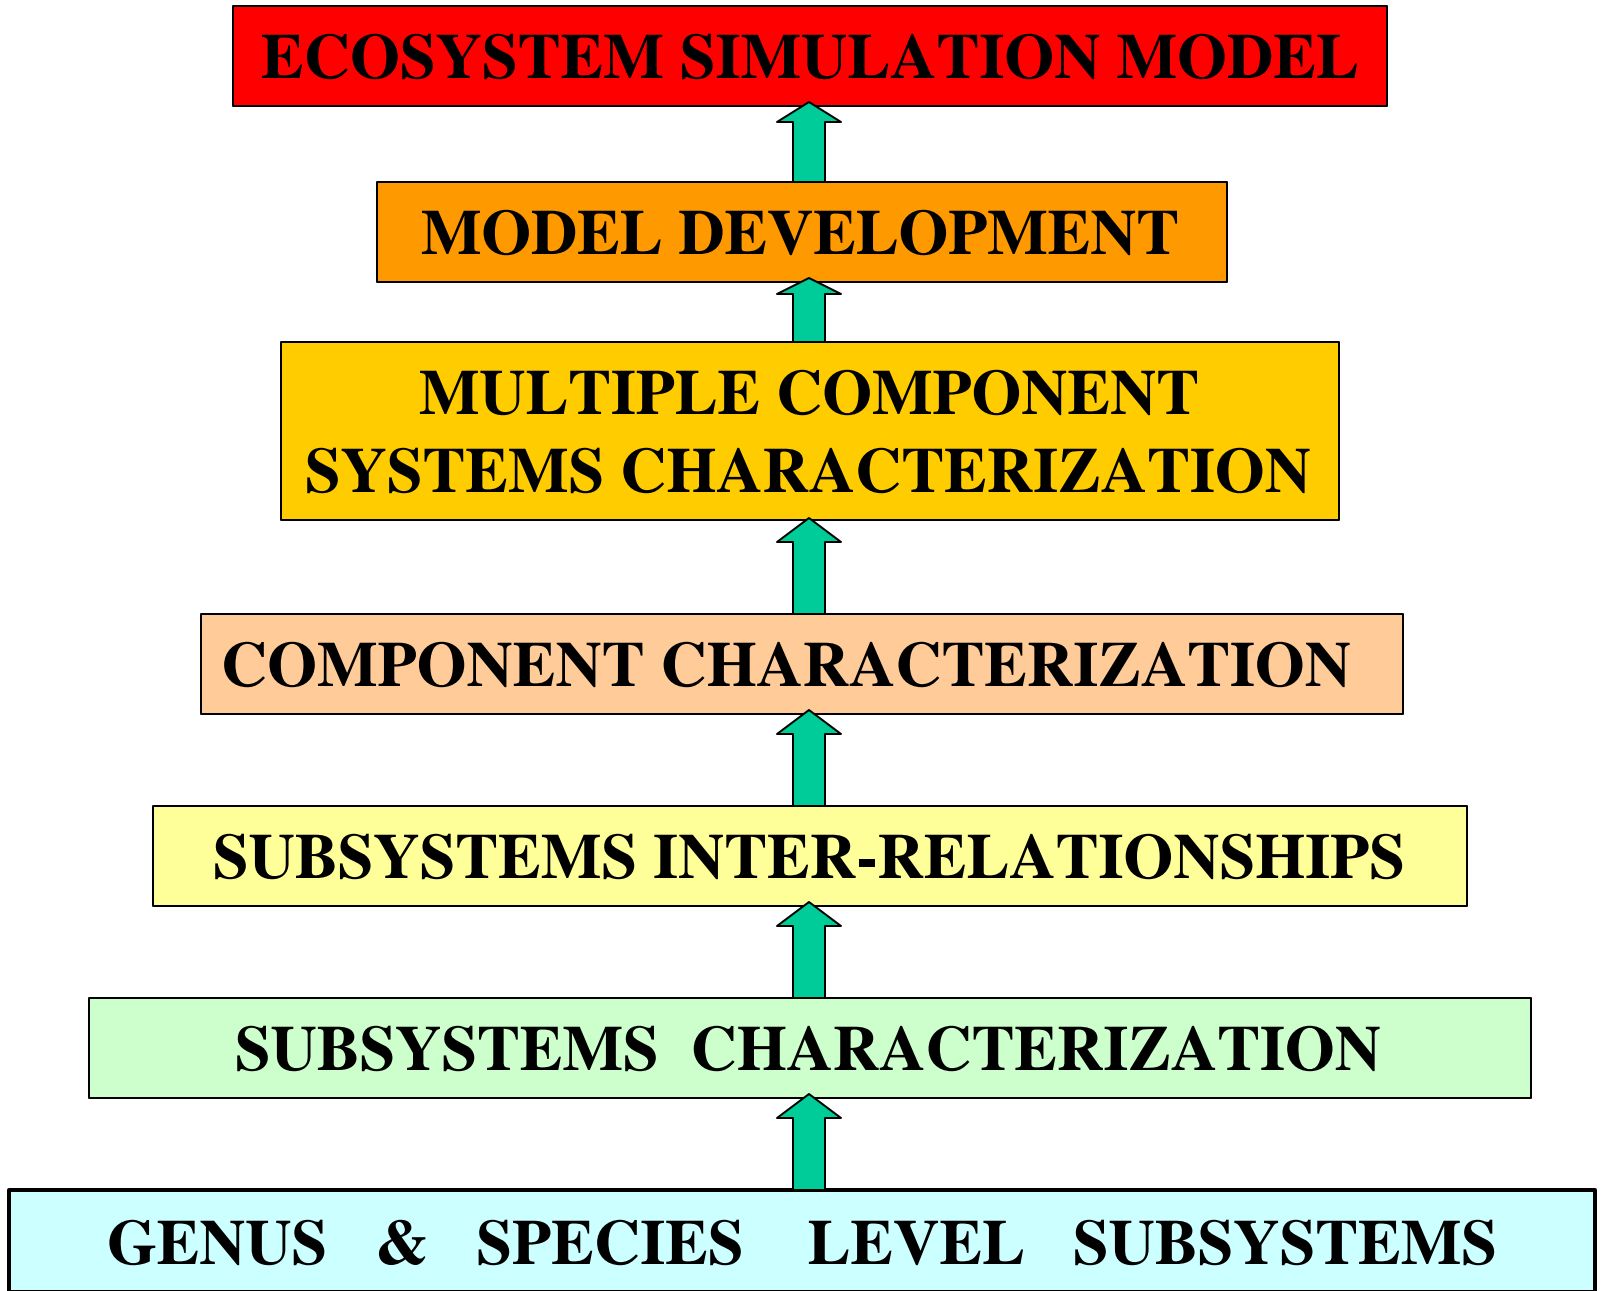 ECOSYSTEM SIMULATION MODEL
MODEL DEVELOPMENT
MULTIPLE COMPONENT
SYSTEMS CHARACTERIZATION
COMPONENT CHARACTERIZATION
SUBSYSTEMS INTER-RELATIONSHIPS
SUBSYSTEMS CHARACTERIZATION
GENUS & SPECIES LEVEL SUBSYSTEMS